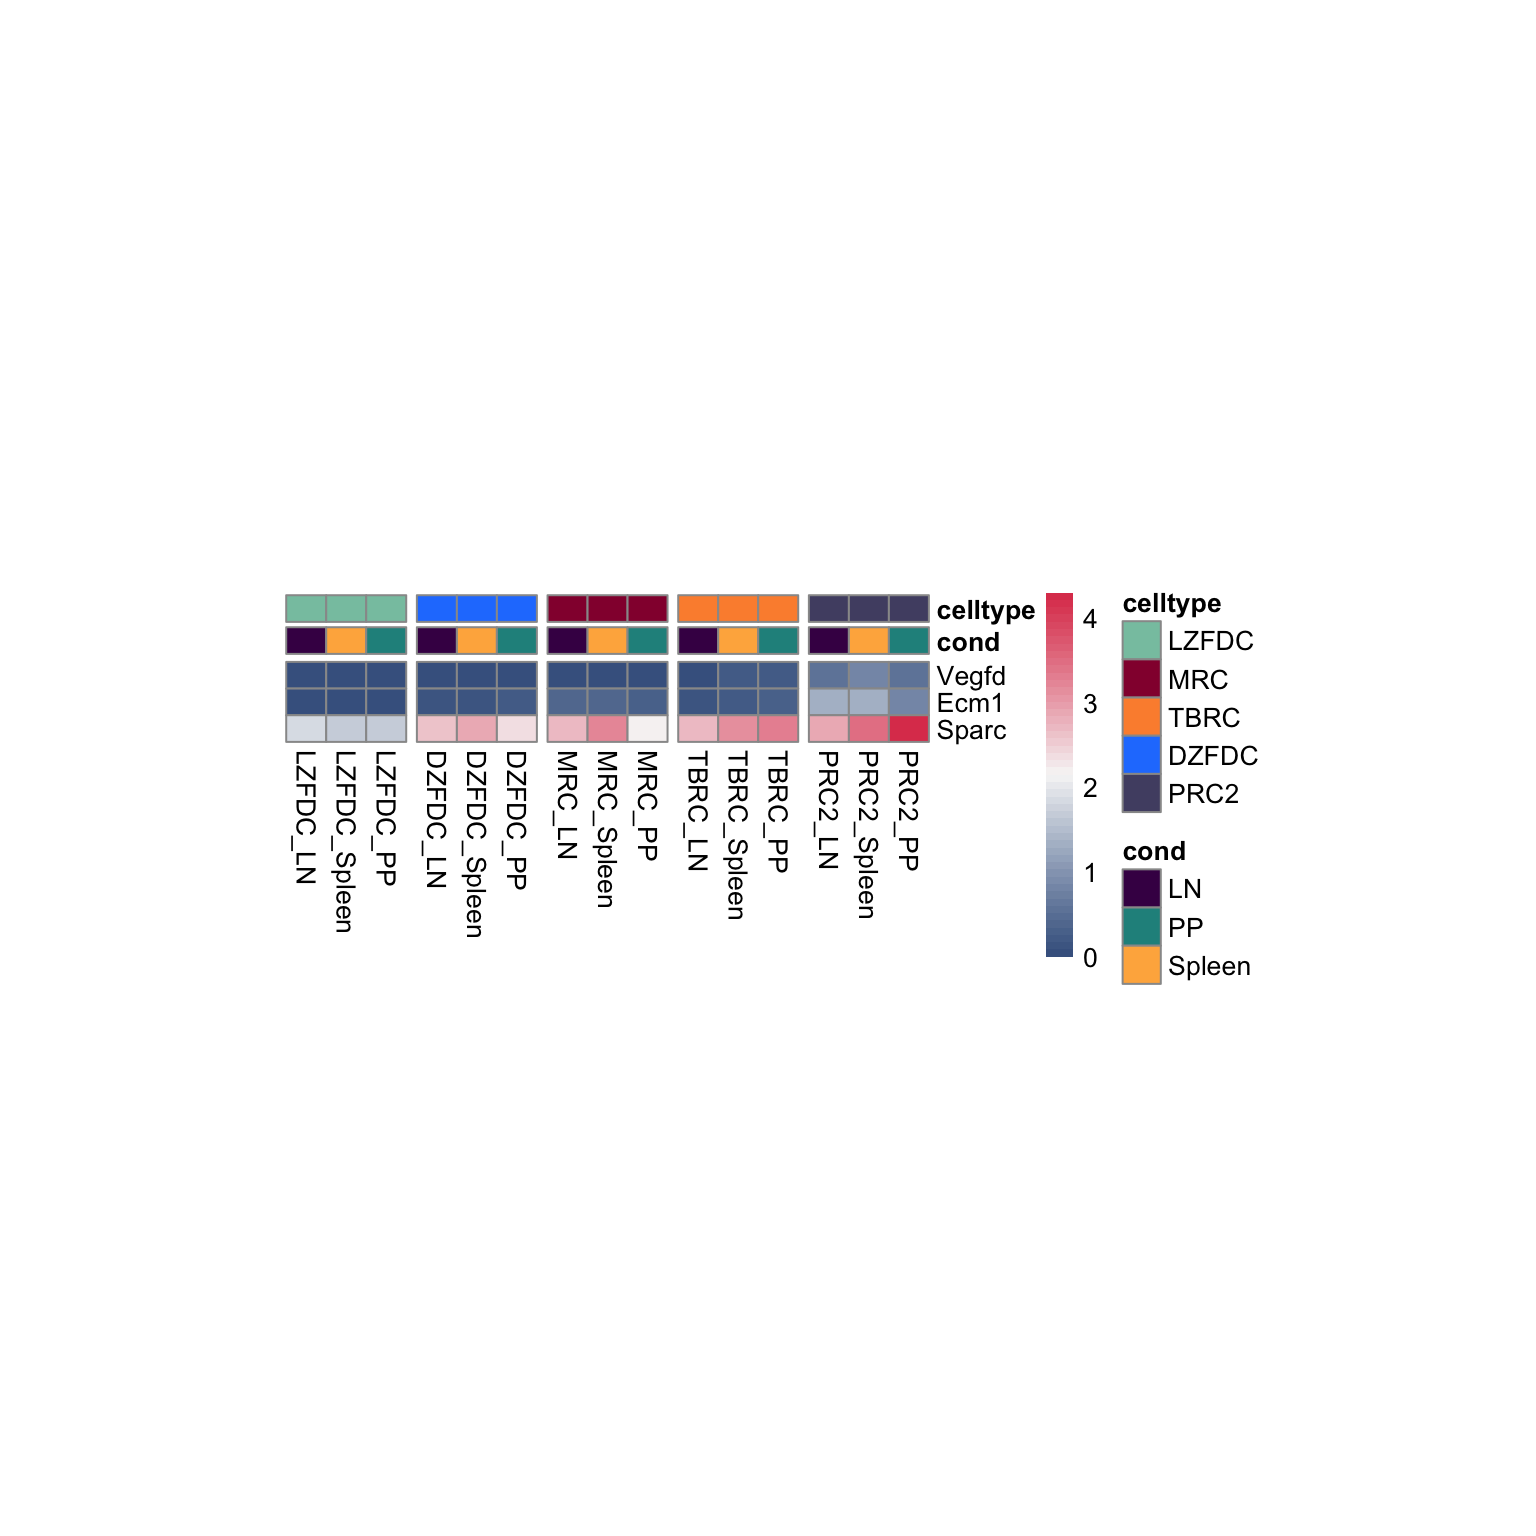 celltype
cond
Vegfd
Ecm1
Sparc
LZFDC_LN
LZFDC_Spleen
LZFDC_PP
DZFDC_LN
DZFDC_Spleen
DZFDC_PP
MRC_LN
MRC_Spleen
MRC_PP
TBRC_LN
TBRC_Spleen
TBRC_PP
PRC2_LN
PRC2_Spleen
PRC2_PP
4
3
2
1
0
celltype
LZFDC
MRC
TBRC
DZFDC
PRC2
cond
LN
PP
Spleen